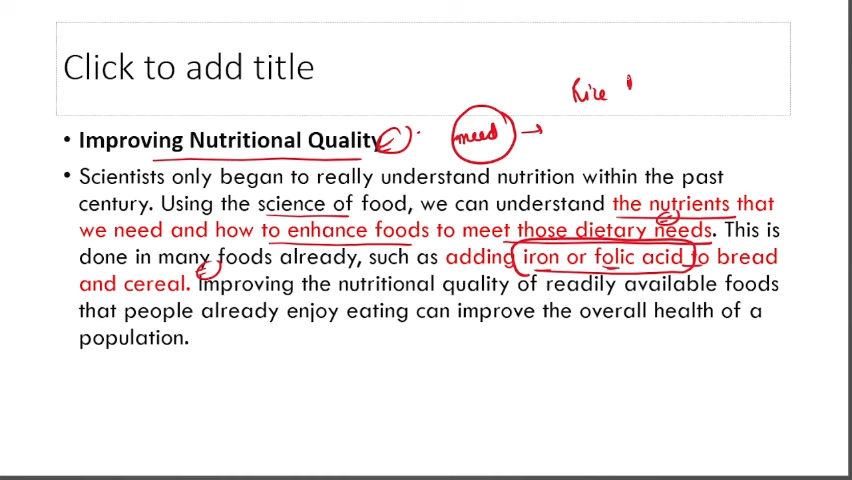 Click to add title
Rice
• Improving Nutritional Quality
need →
• Scientists only began to really understand nutrition within the past
century. Using the science of food, we can understand the nutrients that
we need and how to enhance foods to meet those dietary needs. This is
done in many foods already, such as adding iron or folic acid to bread
and cereal. Improving the nutritional quality of readily available foods
that people already enjoy eating can improve the overall health of a
population.